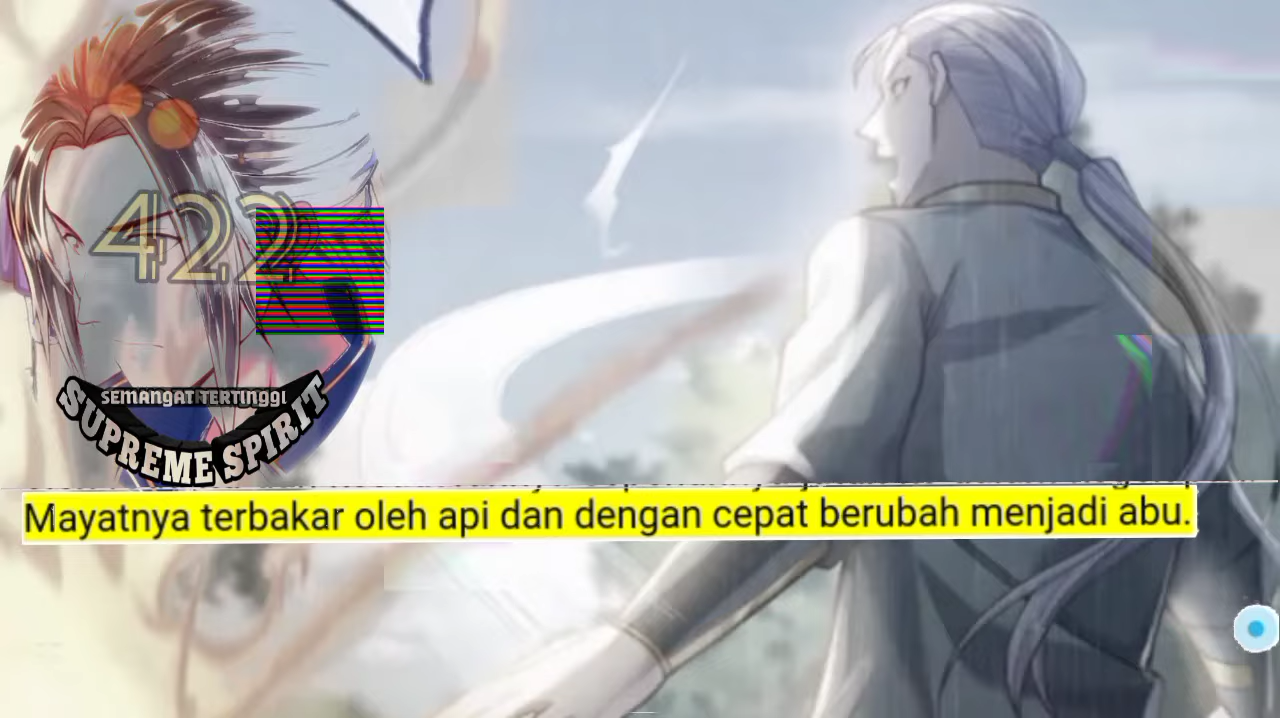 422
SEMANGAT TERTINGGI
SUPREME SPIRIT
Mayatnya terbakar oleh api dan dengan cepat berubah menjadi abu.